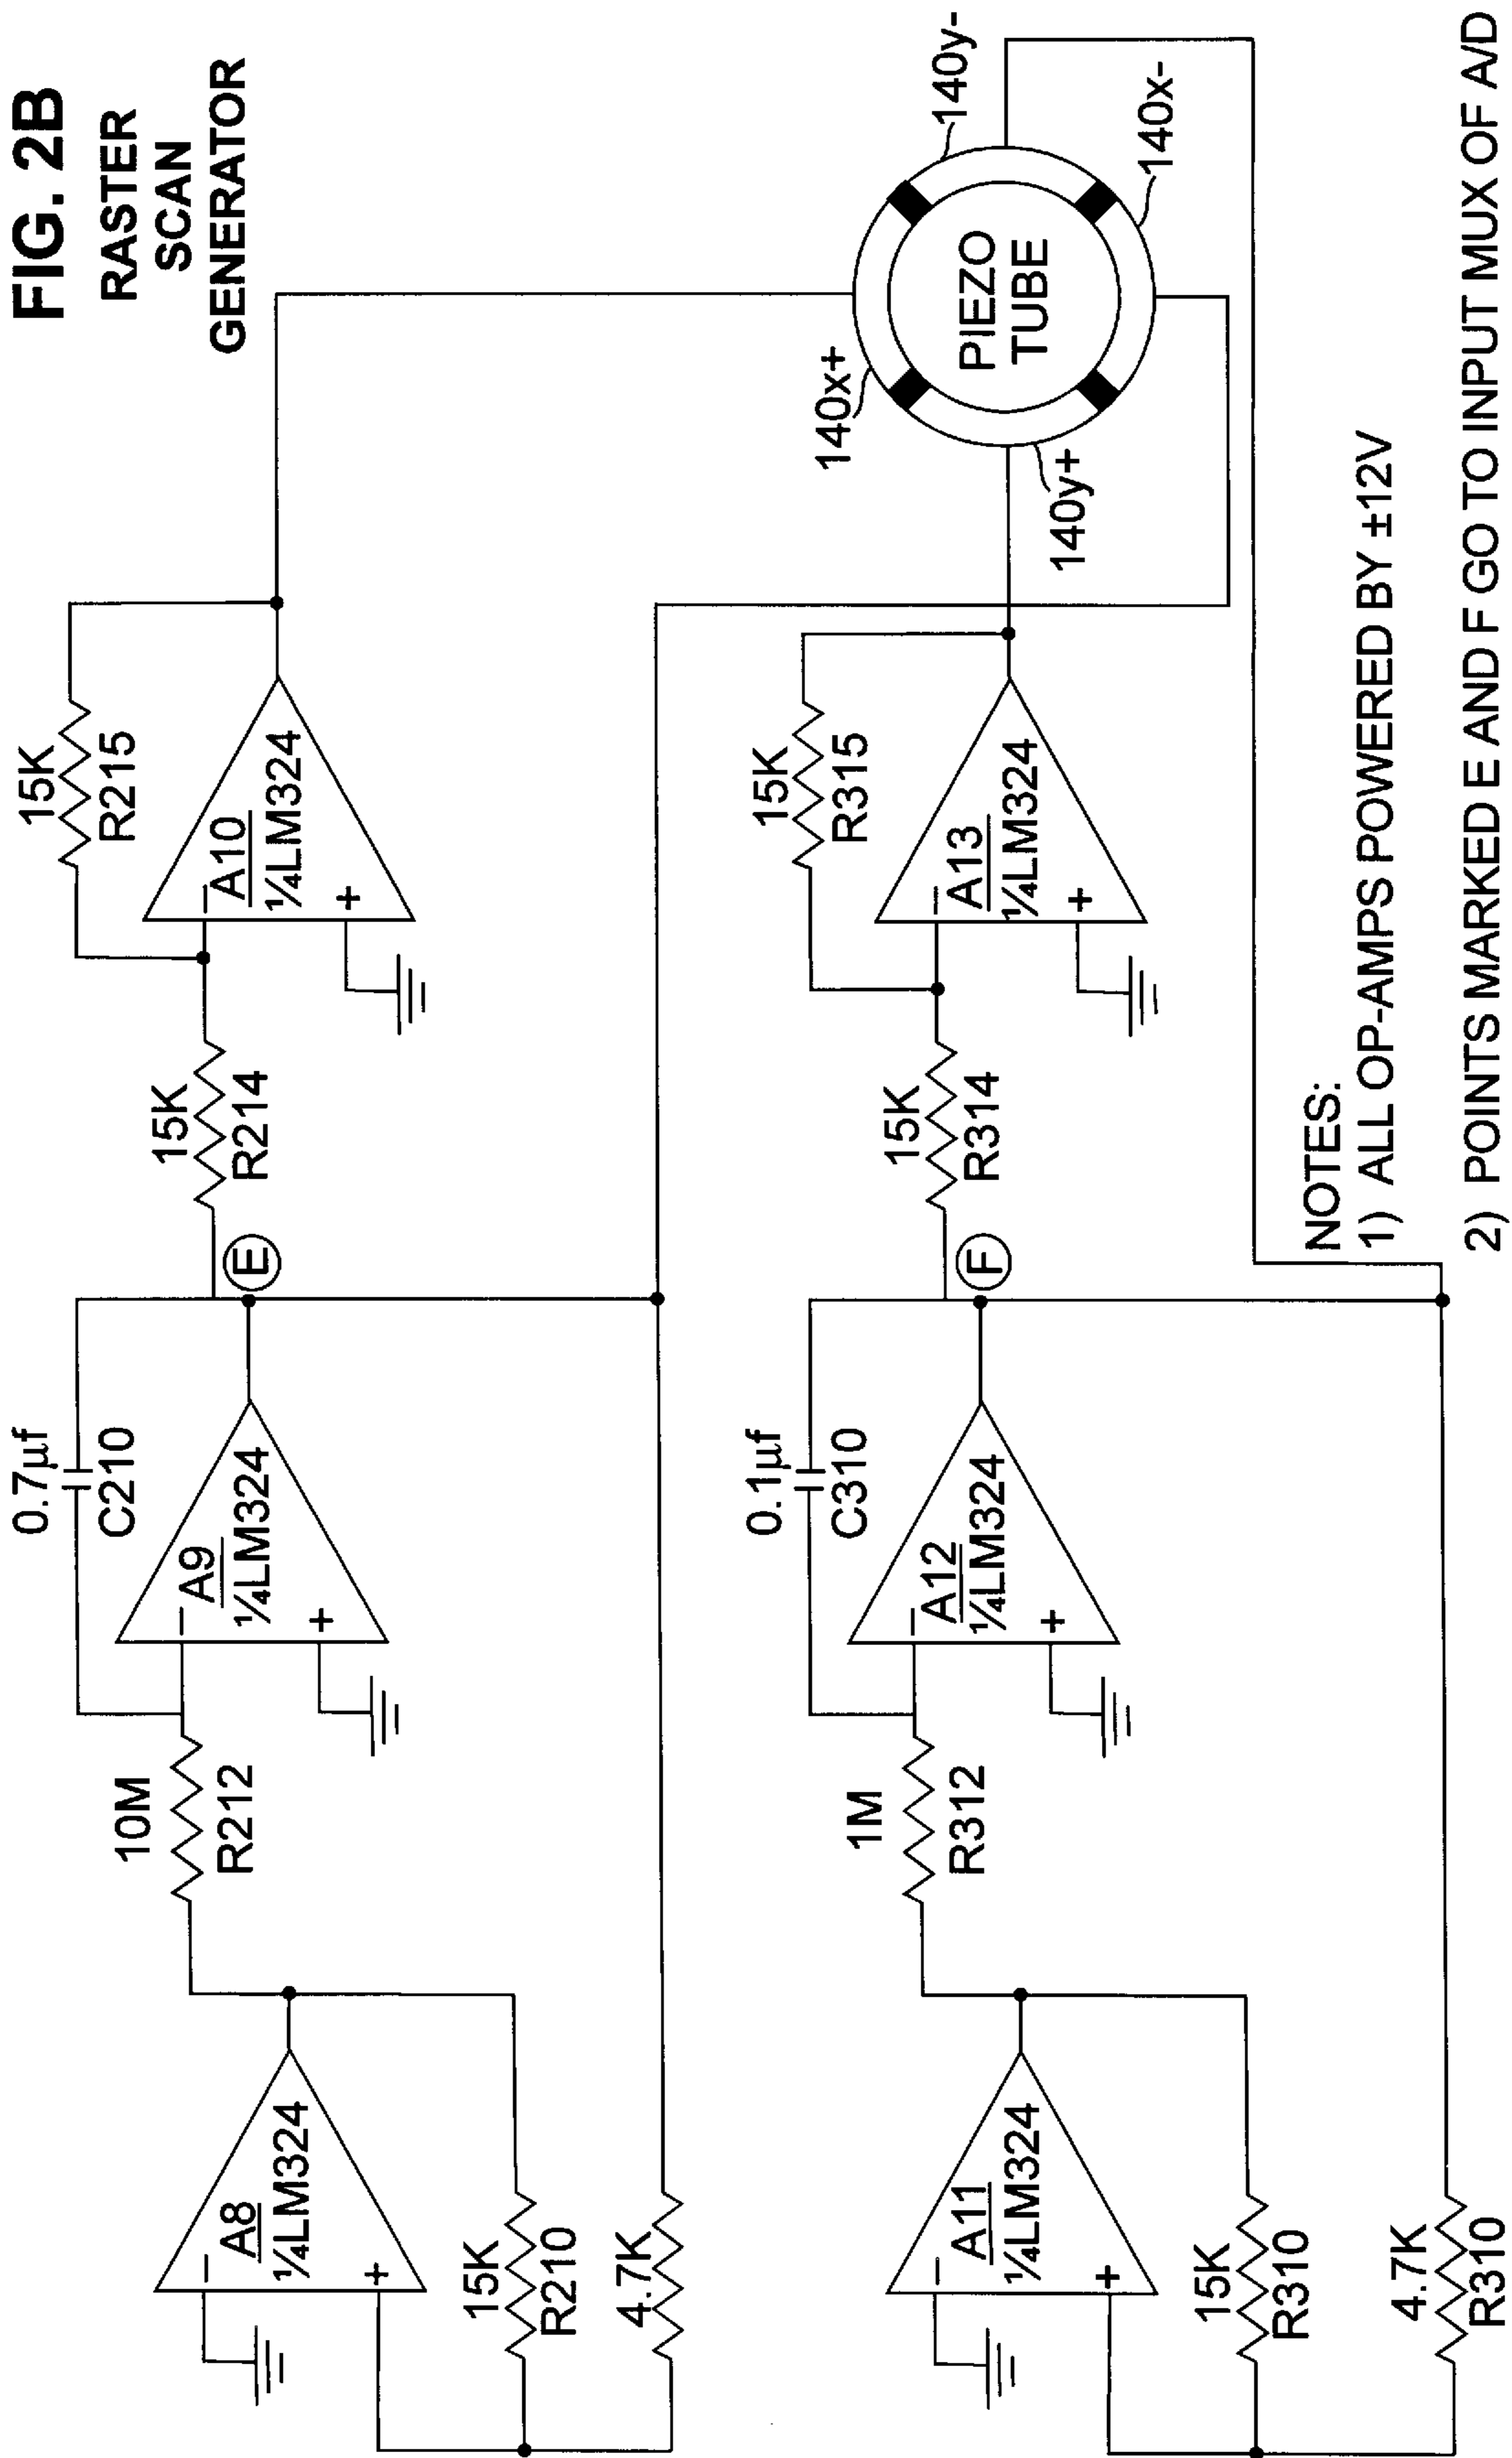 FIG. 2B
RASTER
SCAN
GENERATOR
0.7µf
C210
15K
R215
10M
R212
A9
¼LM324
−
+
E
15K
R214
A10
¼LM324
−
+
A8
¼LM324
−
+
15K
R210
4.7K
140x+
140y-
PIEZO
TUBE
140y+
140x-
0.1µf
C310
15K
R315
1M
R312
A12
¼LM324
−
+
F
15K
R314
A13
¼LM324
−
+
A11
¼LM324
−
+
15K
R310
4.7K
R310
NOTES:
1) ALL OP-AMPS POWERED BY ±12V
2) POINTS MARKED E AND F GO TO INPUT MUX OF A/D